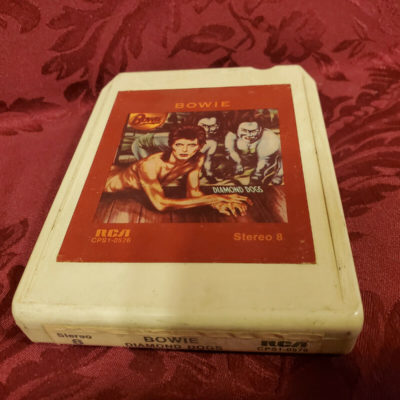 BOWIE
Bowie
DIAMOND DOGS
RCA
CPS1-0576
Stereo 8
Stereo
8
BOWIE
DIAMOND DOGS
RCA
CPS1-0576